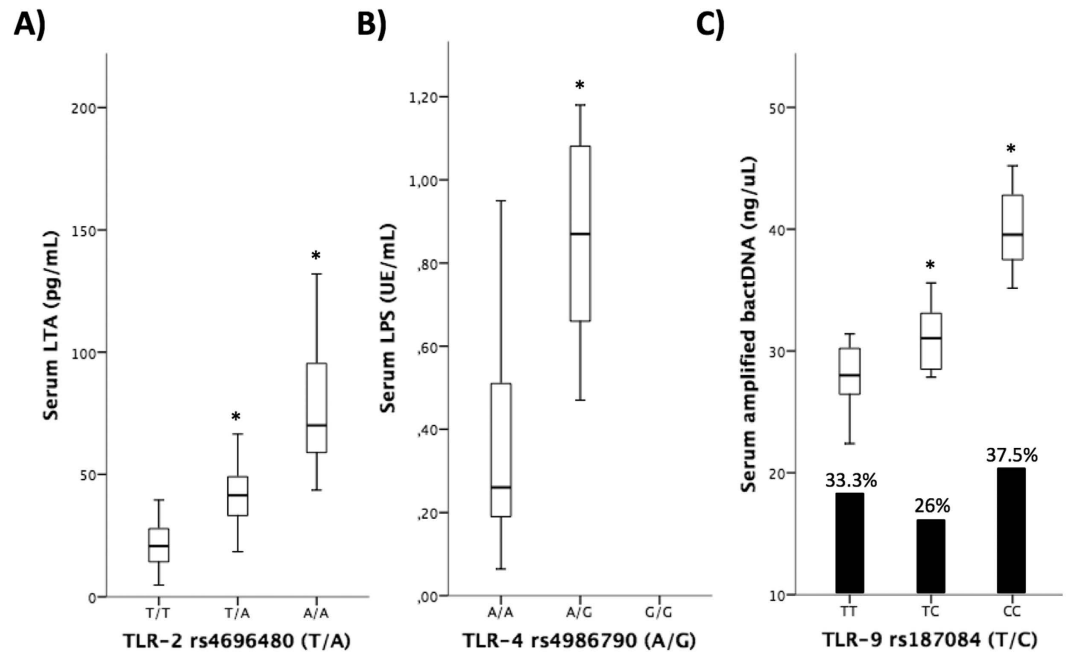 A)
Serum LTA (pg/mL)
200
150
100
50
0
*
*
T/T T/A A/A
TLR-2 rs4696480 (T/A)
B)
Serum LPS (UE/mL)
1,20
1,00
,80
,60
,40
,20
,00
*
A/A A/G G/G
TLR-4 rs4986790 (A/G)
C)
Serum amplified bactDNA (ng/uL)
50
40
30
20
10
*
*
33.3%
26%
37.5%
TT TC CC
TLR-9 rs187084 (T/C)